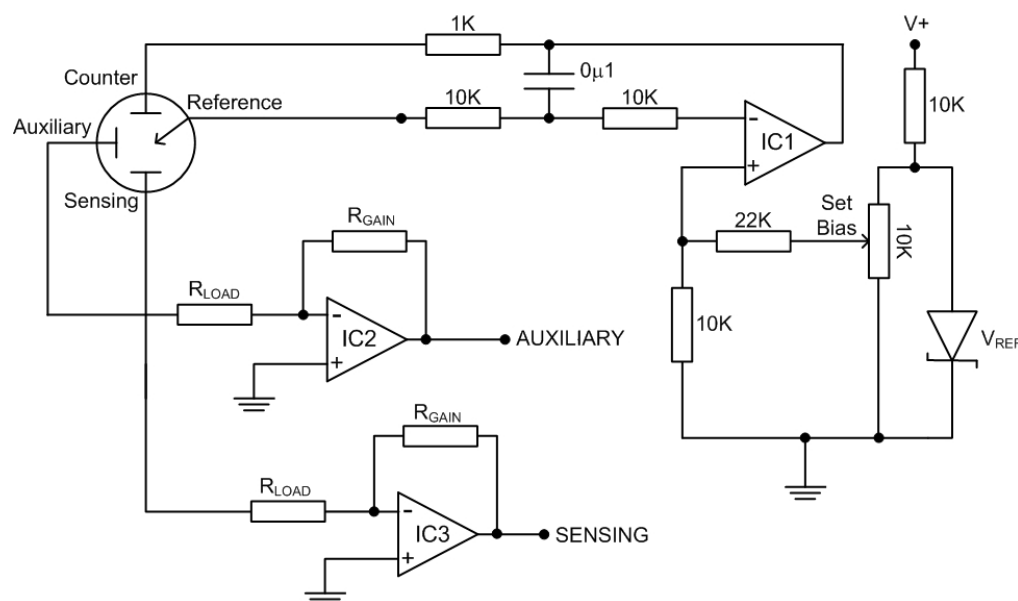 1K
V+
Counter
0µ1
Reference
10K
10K
10K
Auxiliary
-
IC1
+
Sensing
Set
Bias
22K
10K
RGAIN
RLOAD
10K
-
IC2
+
AUXILIARY
VREF
RGAIN
RLOAD
-
IC3
+
SENSING